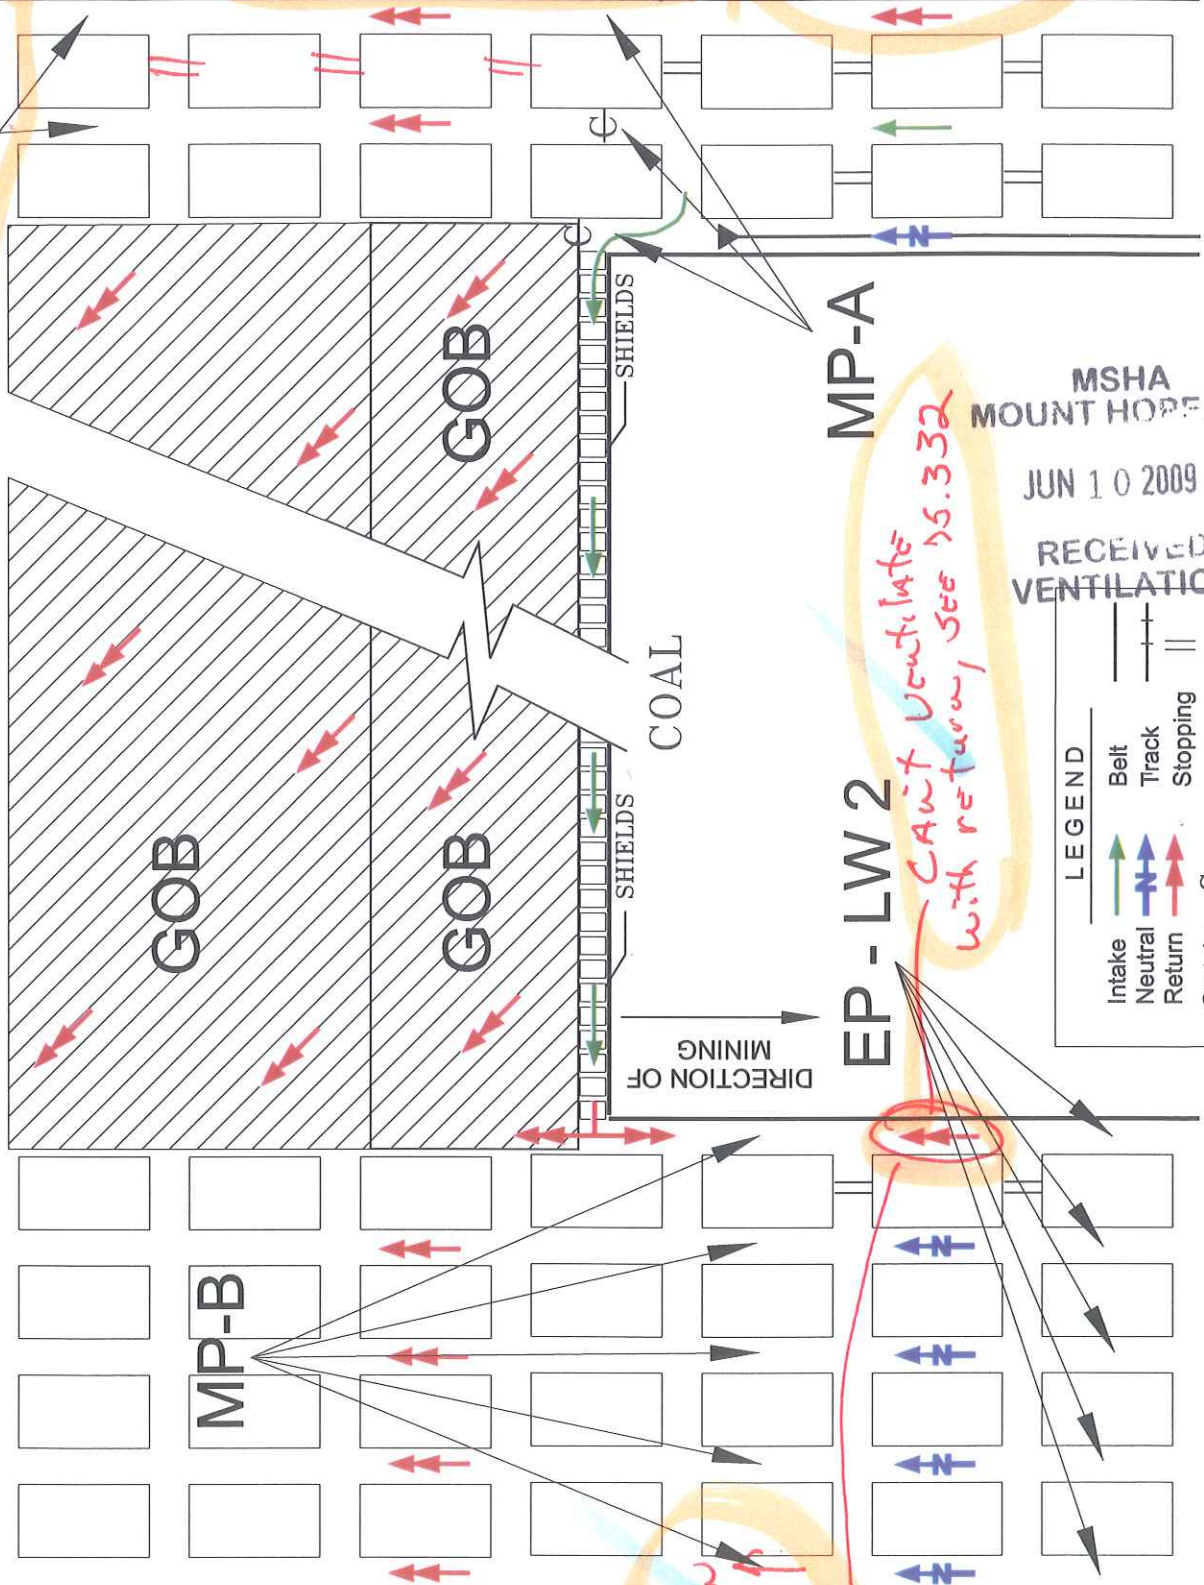 GOB
GOB
GOB
C
C
SHIELDS
SHIELDS
COAL
DIRECTION OF
MINING
MP-A
MP-B
EP - LW 2
CAN'T VENTILATE
with return, SEE 75.332
MSHA
MOUNT HOPE
JUN 10 2009
RECEIVED
VENTILATIO
LEGEND
Intake
Belt
N
Neutral
Track
Return
Stopping
N
N
N
N
N